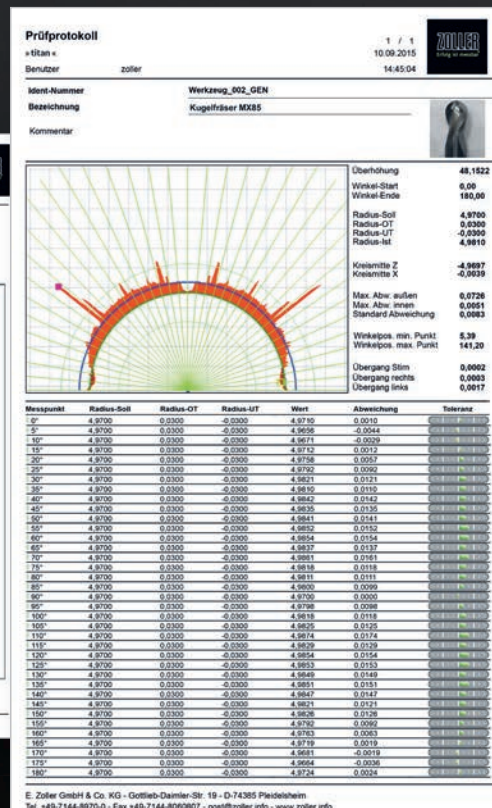 Prüfprotokoll
» titan «
1 / 1
10.09.2015
ZOLLER
Erfolg ist messbar
Benutzer zoller 14:45:04
Ident-Nummer Werkzeug_002_GEN
Bezeichnung Kugelfräser MX85
Kommentar
Überhöhung 48,1522
Winkel-Start 0,00
Winkel-Ende 180,00
Radius-Soll 4,9700
Radius-OT 0,0300
Radius-UT -0,0300
Radius-Ist 4,9810
Kreismitte Z -4,9697
Kreismitte X -0,0039
Max. Abw. außen 0,0726
Max. Abw. innen 0,0051
Standard Abweichung 0,0083
Winkelpos. min. Punkt 5,39
Winkelpos. max. Punkt 141,20
Übergang Stirn 0,0002
Übergang rechts 0,0003
Übergang links 0,0017
Messpunkt Radius-Soll Radius-OT Radius-UT Wert Abweichung Toleranz
0° 4,9700 0,0300 -0,0300 4,9710 0,0010
5° 4,9700 0,0300 -0,0300 4,9656 -0,0044
10° 4,9700 0,0300 -0,0300 4,9671 -0,0029
15° 4,9700 0,0300 -0,0300 4,9712 0,0012
20° 4,9700 0,0300 -0,0300 4,9756 0,0057
25° 4,9700 0,0300 -0,0300 4,9792 0,0092
30° 4,9700 0,0300 -0,0300 4,9821 0,0121
35° 4,9700 0,0300 -0,0300 4,9810 0,0110
40° 4,9700 0,0300 -0,0300 4,9842 0,0142
45° 4,9700 0,0300 -0,0300 4,9835 0,0135
50° 4,9700 0,0300 -0,0300 4,9841 0,0141
55° 4,9700 0,0300 -0,0300 4,9852 0,0152
60° 4,9700 0,0300 -0,0300 4,9854 0,0154
65° 4,9700 0,0300 -0,0300 4,9837 0,0137
70° 4,9700 0,0300 -0,0300 4,9861 0,0161
75° 4,9700 0,0300 -0,0300 4,9818 0,0118
80° 4,9700 0,0300 -0,0300 4,9811 0,0111
85° 4,9700 0,0300 -0,0300 4,9800 0,0099
90° 4,9700 0,0300 -0,0300 4,9700 0,0000
95° 4,9700 0,0300 -0,0300 4,9798 0,0098
100° 4,9700 0,0300 -0,0300 4,9818 0,0118
105° 4,9700 0,0300 -0,0300 4,9825 0,0125
110° 4,9700 0,0300 -0,0300 4,9874 0,0174
115° 4,9700 0,0300 -0,0300 4,9829 0,0129
120° 4,9700 0,0300 -0,0300 4,9854 0,0154
125° 4,9700 0,0300 -0,0300 4,9853 0,0153
130° 4,9700 0,0300 -0,0300 4,9849 0,0149
135° 4,9700 0,0300 -0,0300 4,9851 0,0151
140° 4,9700 0,0300 -0,0300 4,9847 0,0147
145° 4,9700 0,0300 -0,0300 4,9821 0,0121
150° 4,9700 0,0300 -0,0300 4,9826 0,0126
155° 4,9700 0,0300 -0,0300 4,9792 0,0092
160° 4,9700 0,0300 -0,0300 4,9763 0,0063
165° 4,9700 0,0300 -0,0300 4,9719 0,0019
170° 4,9700 0,0300 -0,0300 4,9681 -0,0019
175° 4,9700 0,0300 -0,0300 4,9664 -0,0036
180° 4,9700 0,0300 -0,0300 4,9724 0,0024
E. Zoller GmbH & Co. KG - Gottlieb-Daimler-Str. 19 - D-74385 Pleidelsheim
Tel. +49-7144-8970-0 - Fax +49-7144-8060807 - post@zoller.info - www.zoller.info